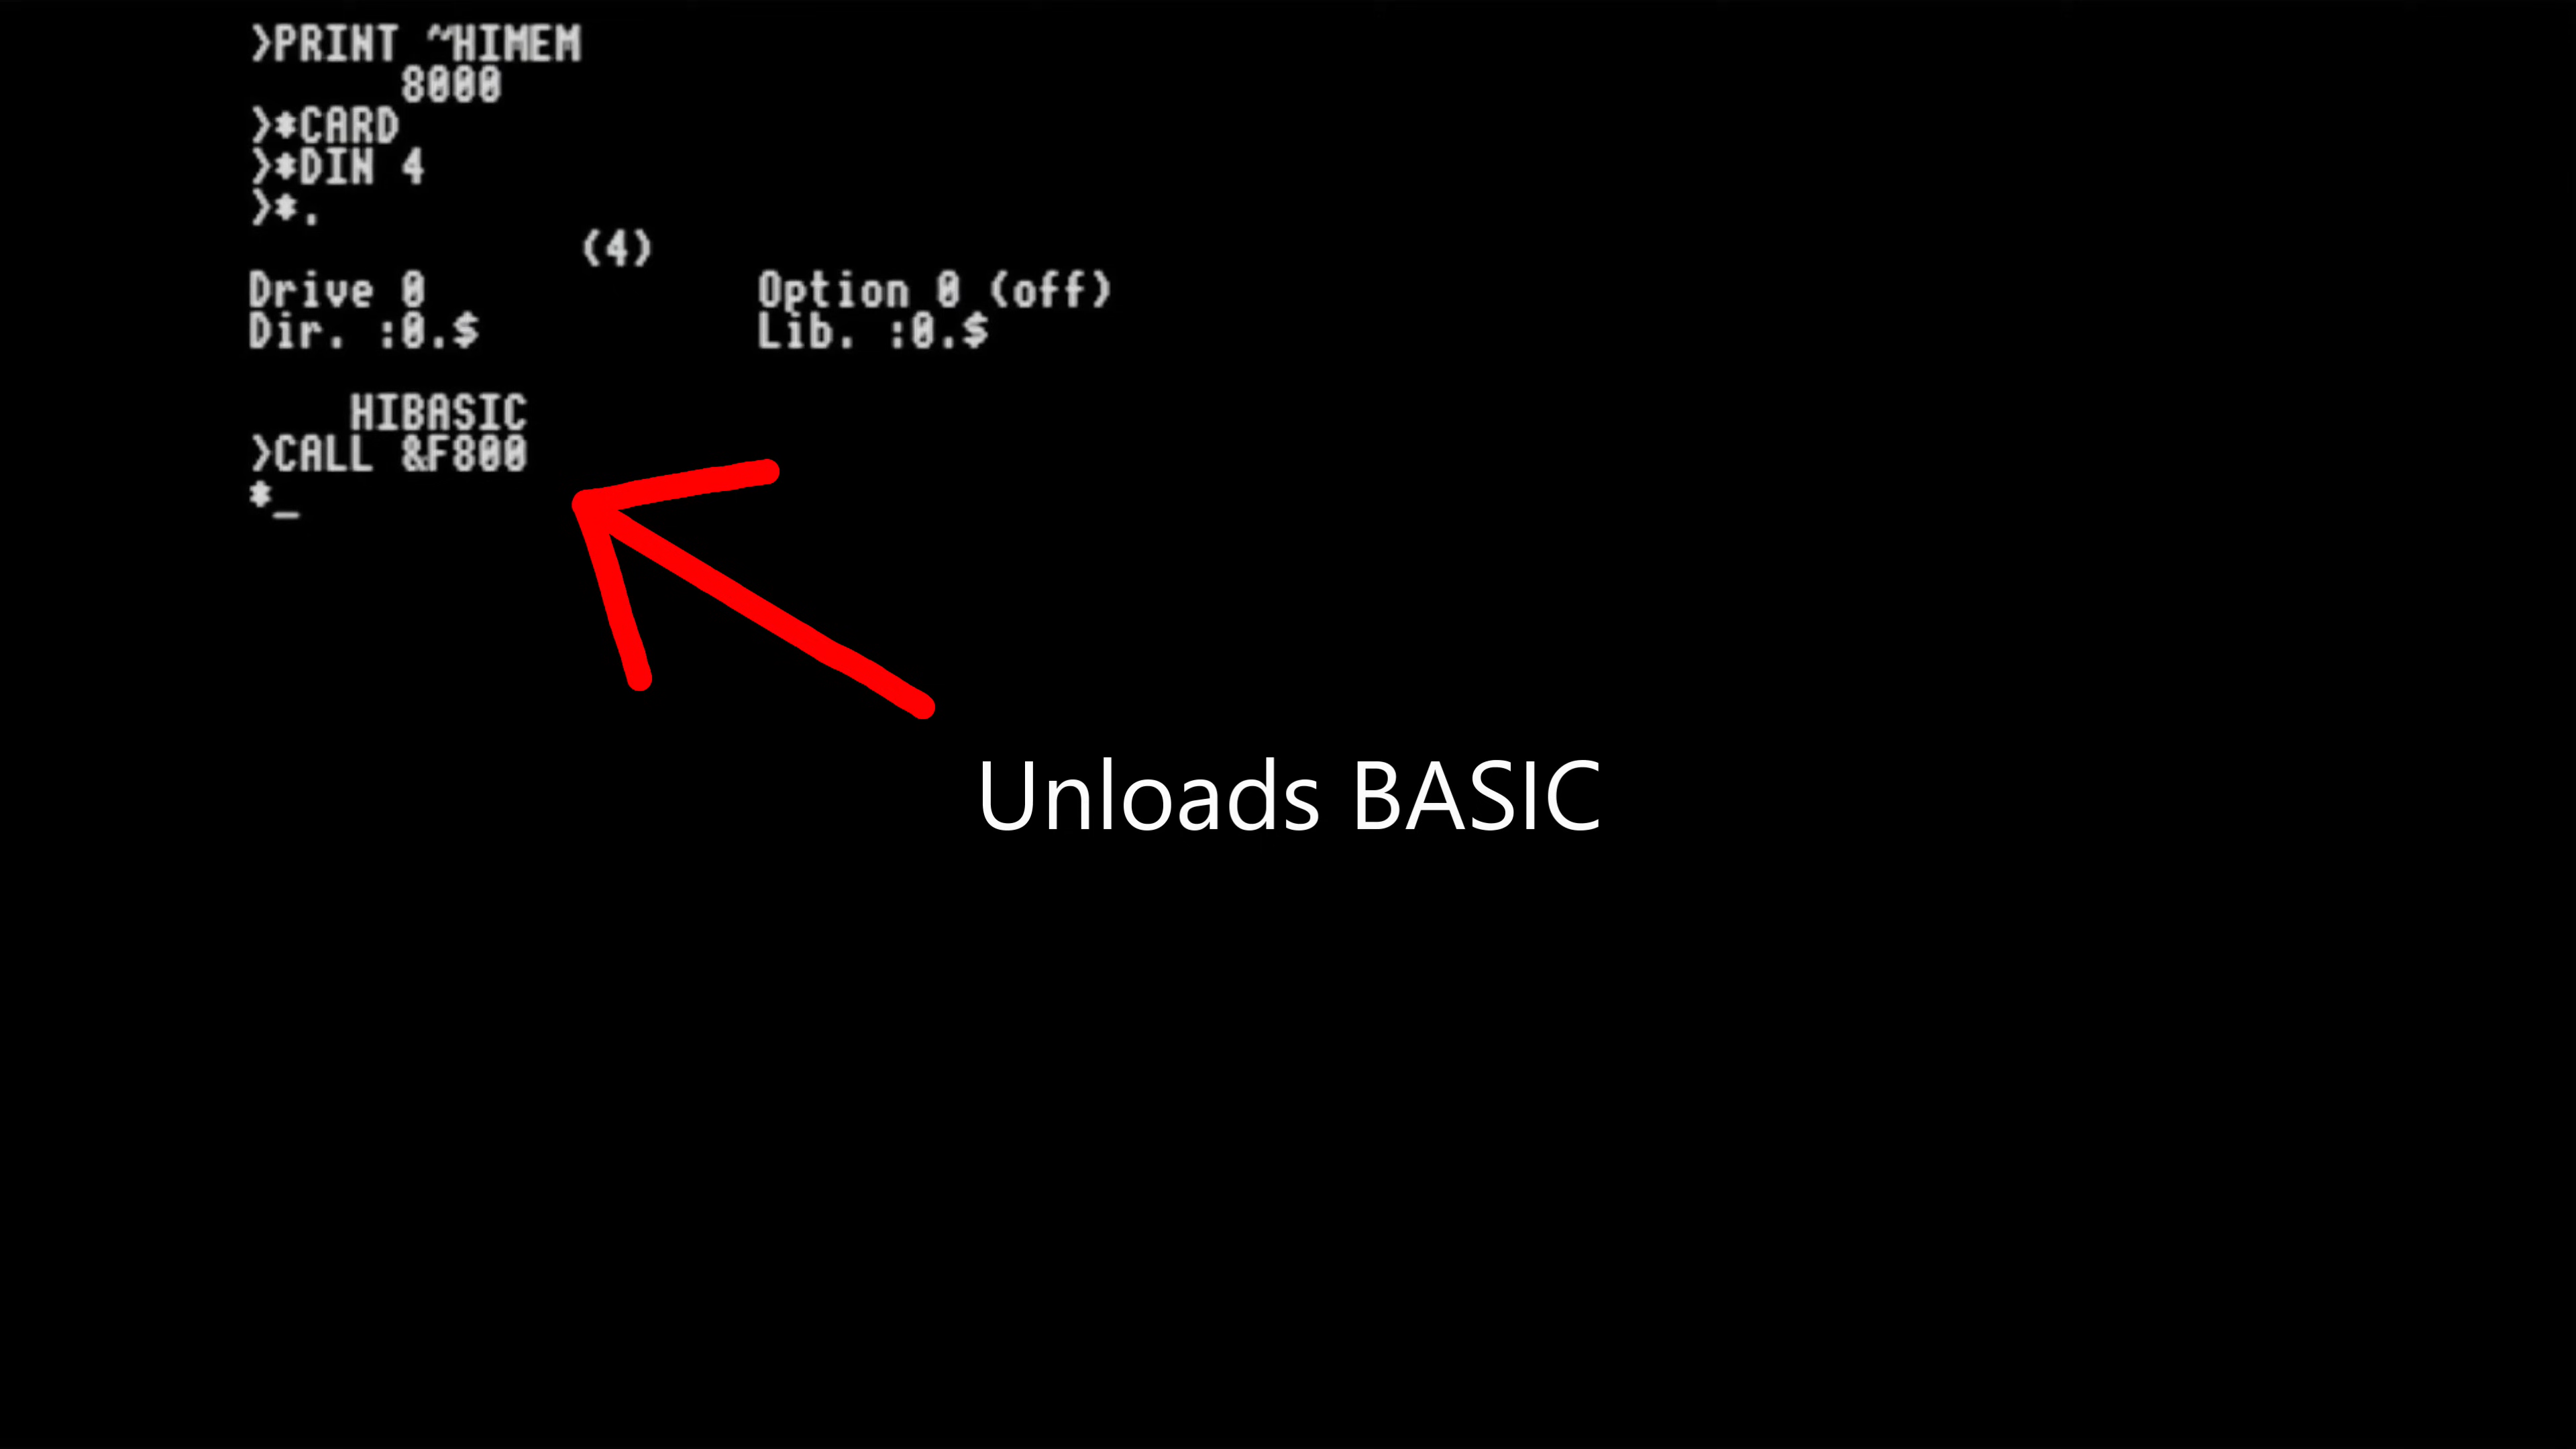 >PRINT ~HIMEM
8000
>*CARD
>*DIN 4
>*.
(4)
Drive 0 Option 0 (off)
Dir. :0.$ Lib. :0.$
HIBASIC
>CALL &F800
*_
Unloads BASIC